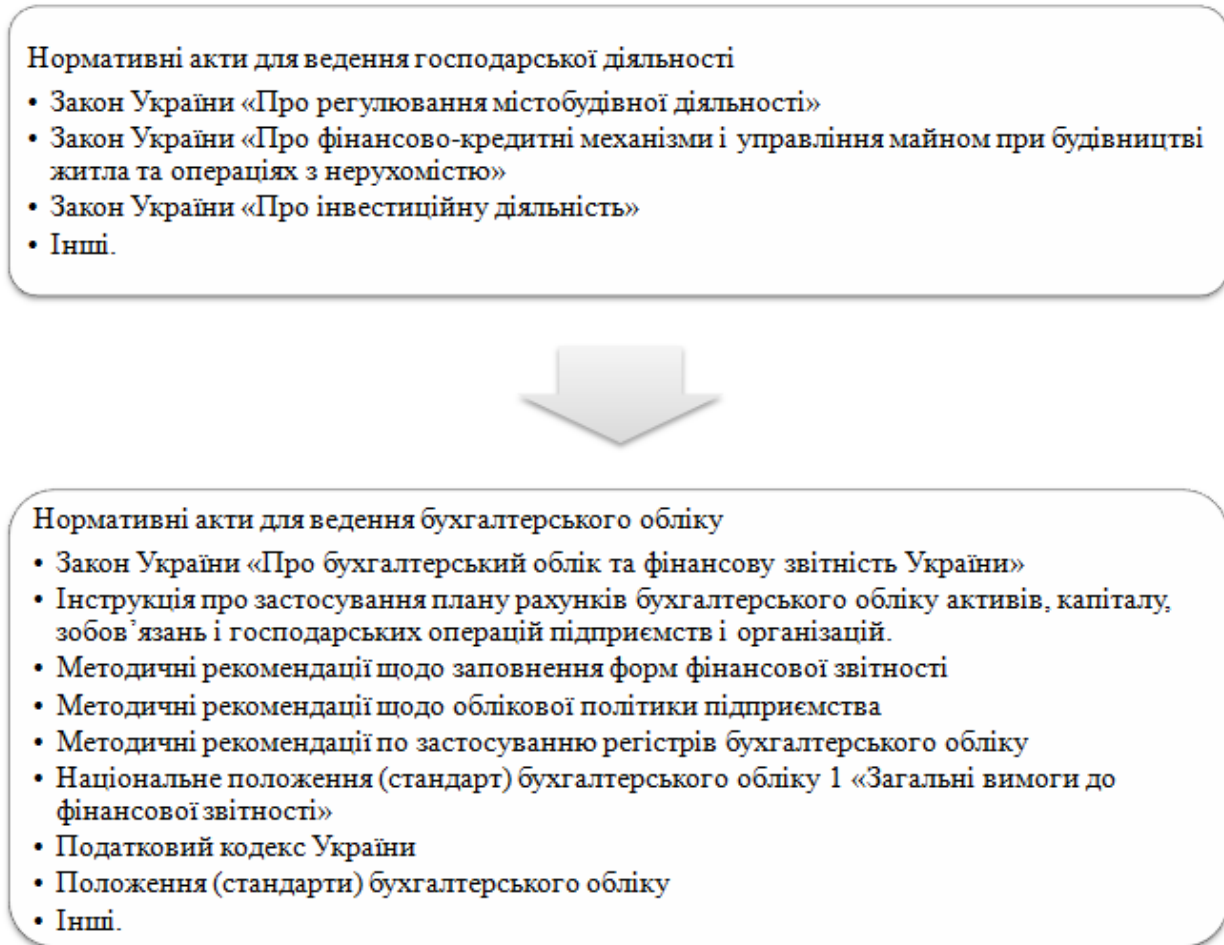 Нормативні акти для ведення господарської діяльності
• Закон України «Про регулювання містобудівної діяльності»
• Закон України «Про фінансово-кредитні механізми і управління майном при будівництві
житла та операціях з нерухомістю»
• Закон України «Про інвестиційну діяльність»
• Інші.
Нормативні акти для ведення бухгалтерського обліку
• Закон України «Про бухгалтерський облік та фінансову звітність України»
• Інструкція про застосування плану рахунків бухгалтерського обліку активів, капіталу,
зобов’язань і господарських операцій підприємств і організацій.
• Методичні рекомендації щодо заповнення форм фінансової звітності
• Методичні рекомендації щодо облікової політики підприємства
• Методичні рекомендації по застосуванню регістрів бухгалтерського обліку
• Національне положення (стандарт) бухгалтерського обліку 1 «Загальні вимоги до
фінансової звітності»
• Податковий кодекс України
• Положення (стандарти) бухгалтерського обліку
• Інші.